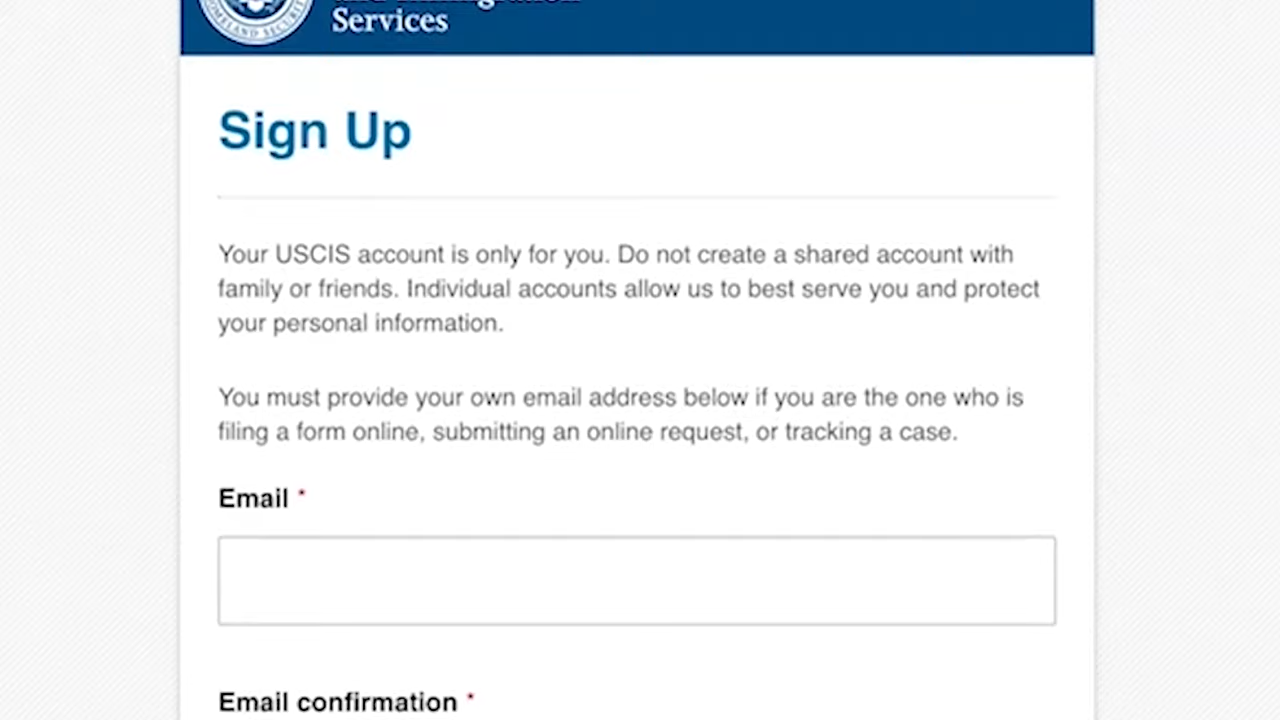 HOMELAND SECURITY
Services
Sign Up
Your USCIS account is only for you. Do not create a shared account with
family or friends. Individual accounts allow us to best serve you and protect
your personal information.
You must provide your own email address below if you are the one who is
filing a form online, submitting an online request, or tracking a case.
Email *
Email confirmation *